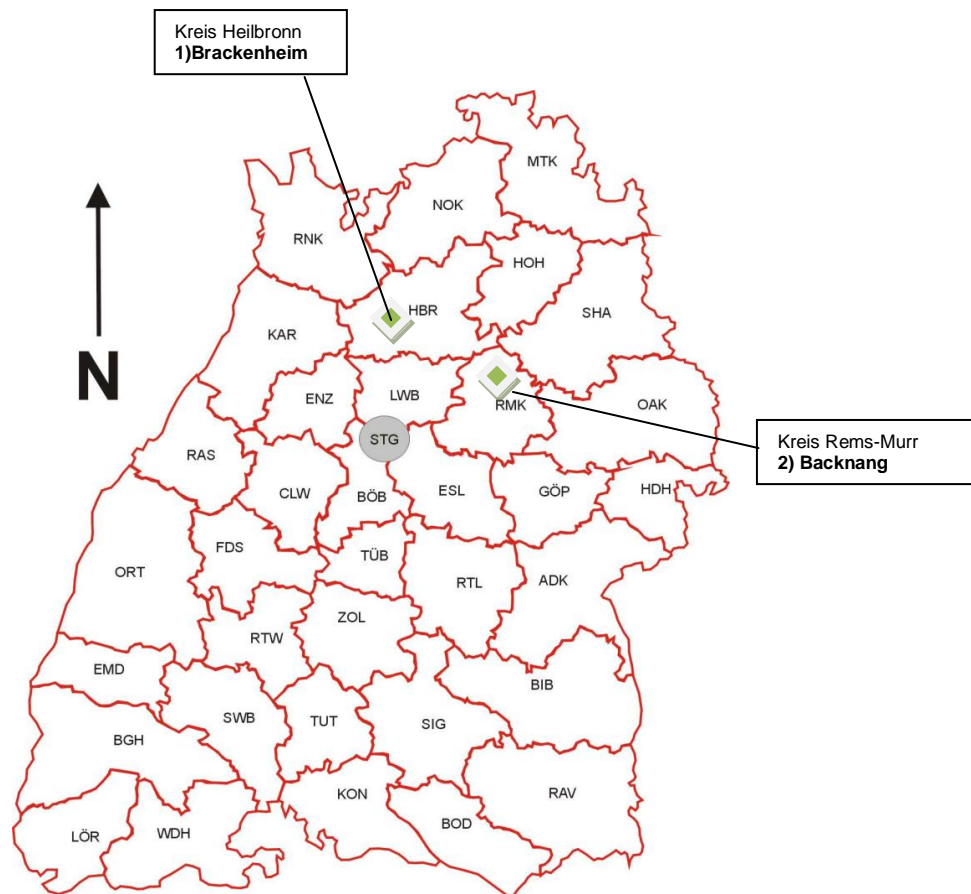 Kreis Heilbronn
1)Brackenheim
MTK
NOK
RNK
HOH
HBR
SHA
KAR
ENZ
LWB
RMK
OAK
STG
Kreis Rems-Murr
2) Backnang
RAS
CLW
BÖB
ESL
GÖP
HDH
FDS
TÜB
ORT
RTL
ADK
RTW
ZOL
EMD
BIB
SWB
TUT
SIG
BGH
KON
RAV
BOD
LÖR
WDH
N